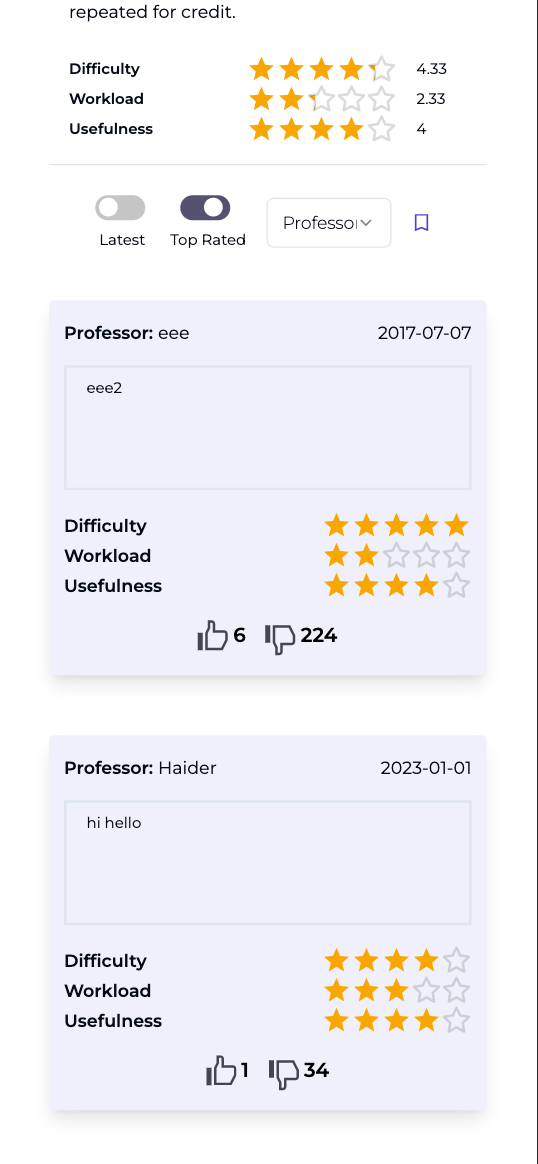 repeated for credit.
Difficulty 4.33
Workload 2.33
Usefulness 4
Latest Top Rated Professor
Professor: eee 2017-07-07
eee2
Difficulty
Workload
Usefulness
6 224
Professor: Haider 2023-01-01
hi hello
Difficulty
Workload
Usefulness
1 34